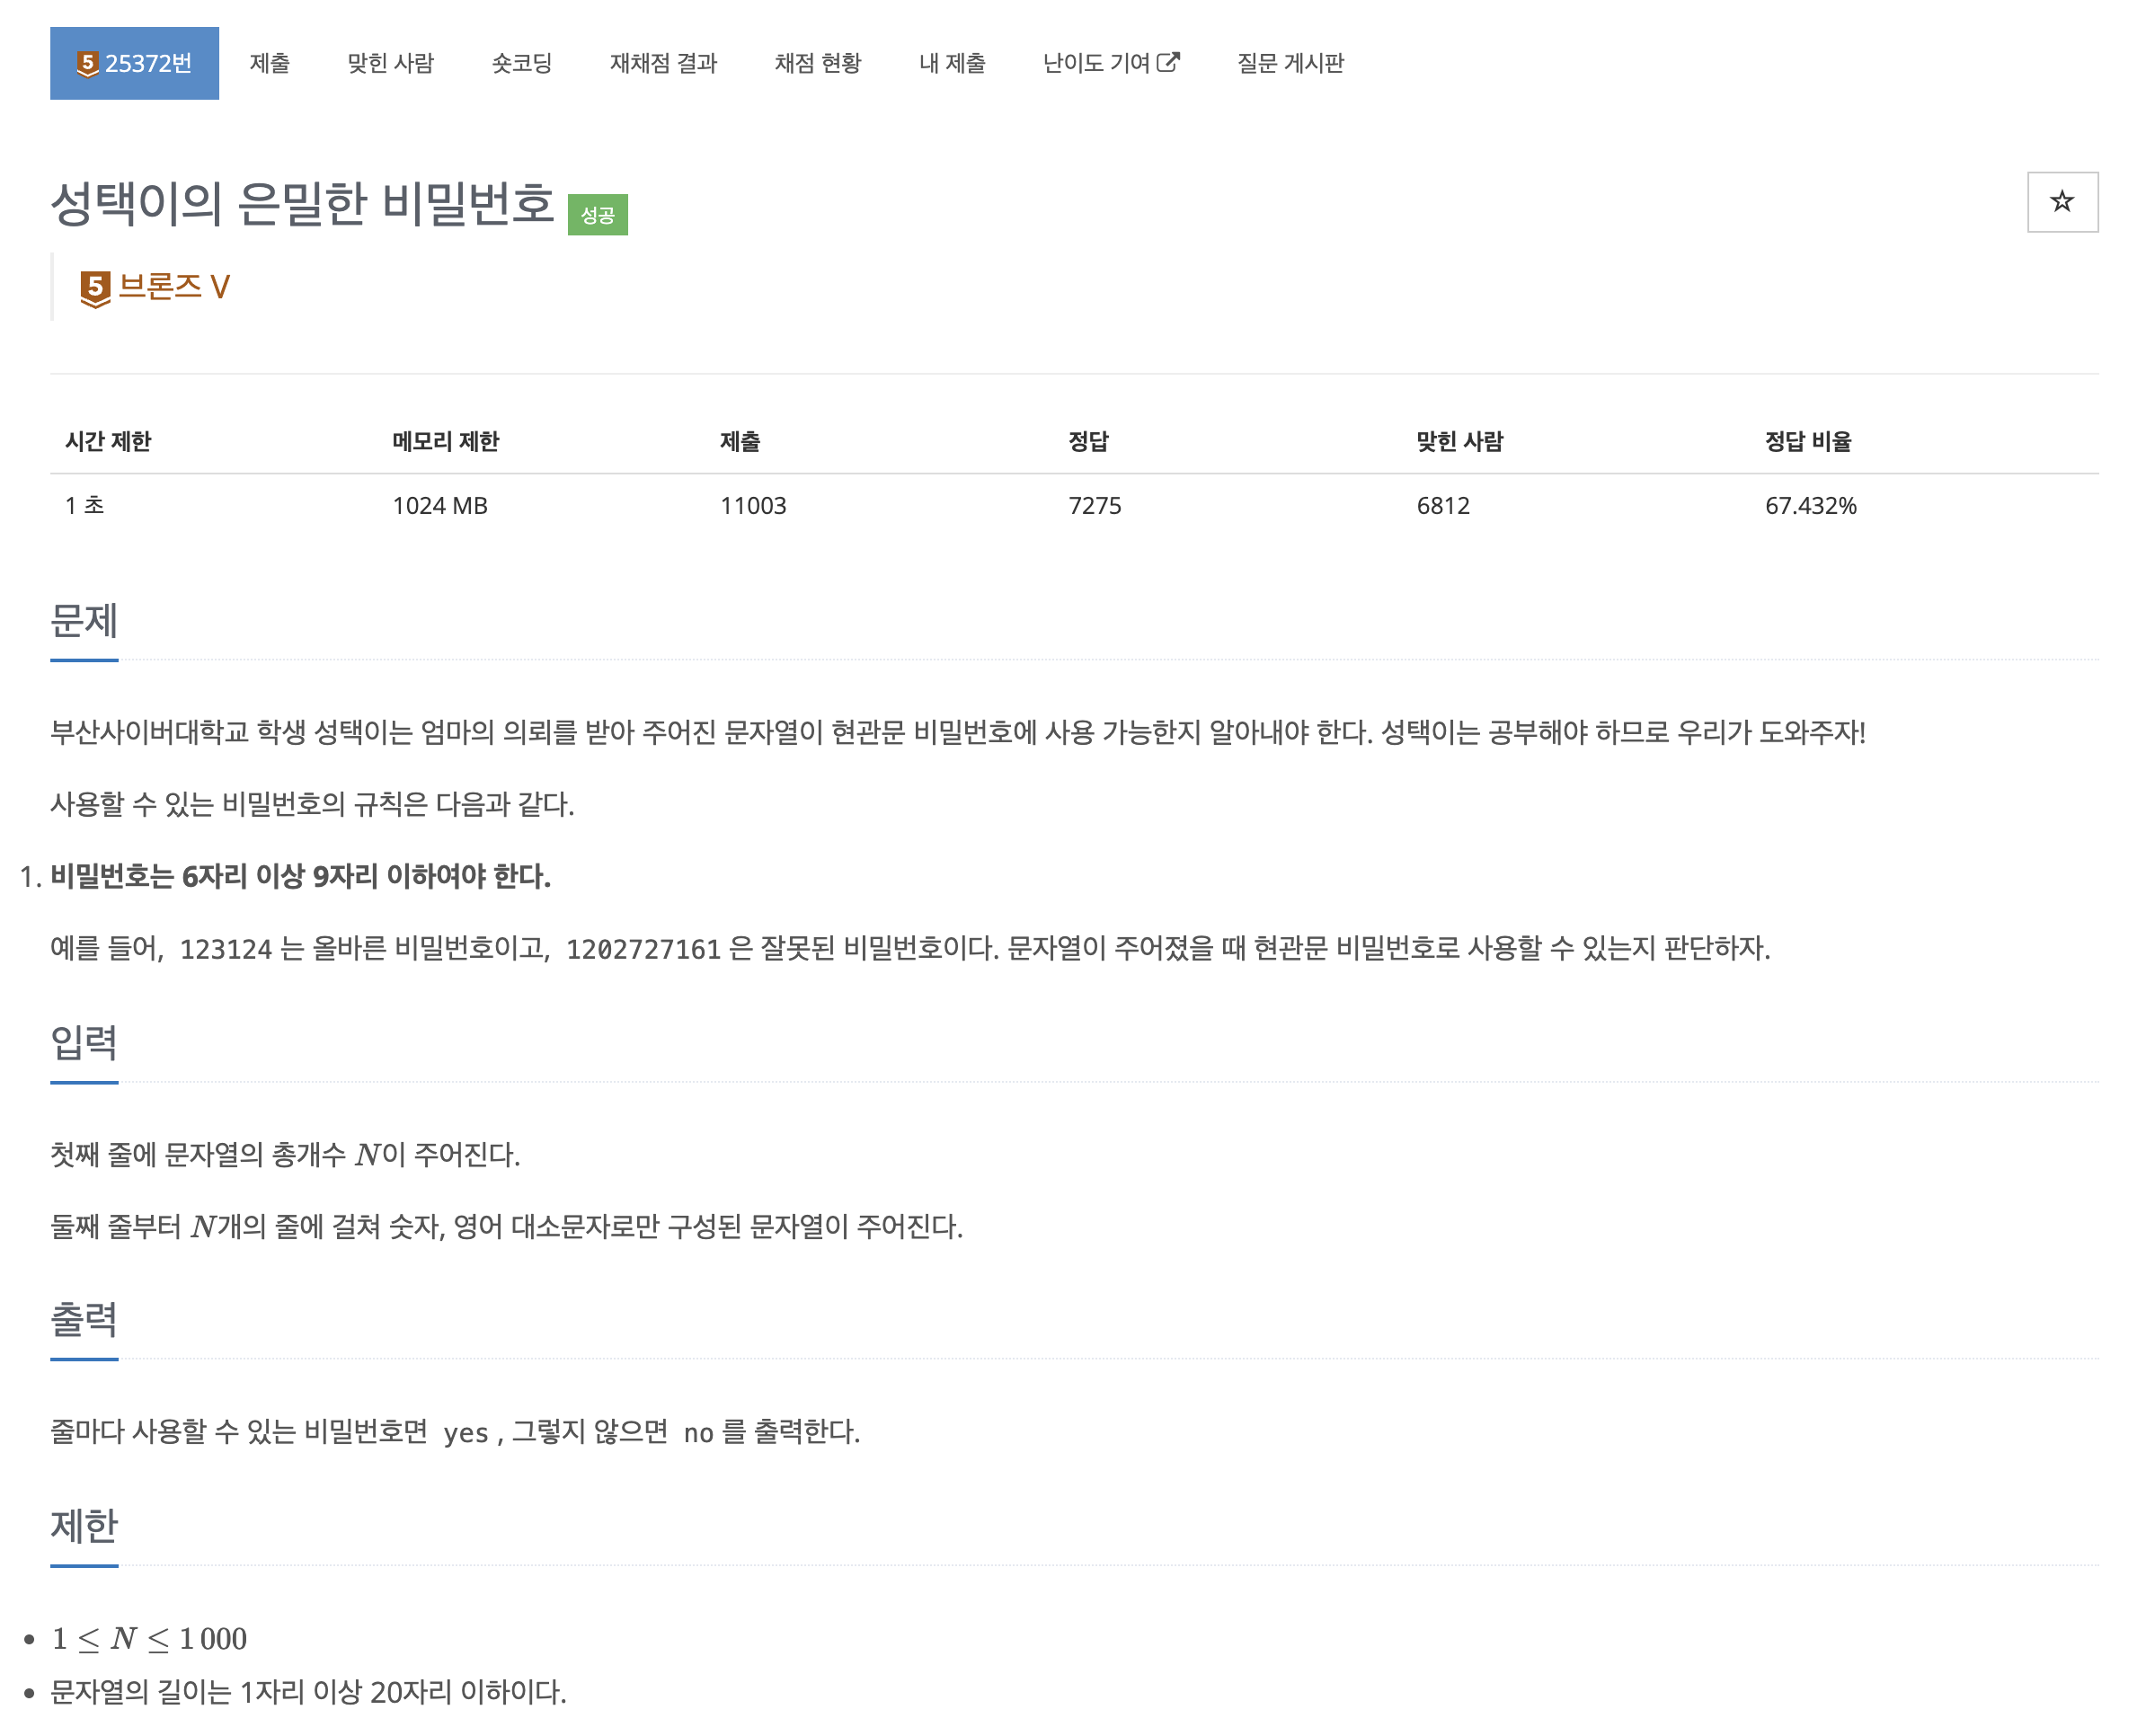 5 25372번 제출 맞힌 사람 숏코딩 재채점 결과 채점 현황 내 제출 난이도 기여 질문 게시판
성택이의 은밀한 비밀번호 성공
5 브론즈 V
시간 제한 메모리 제한 제출 정답 맞힌 사람 정답 비율
1 초 1024 MB 11003 7275 6812 67.432%
문제
부산사이버대학교 학생 성택이는 엄마의 의뢰를 받아 주어진 문자열이 현관문 비밀번호에 사용 가능한지 알아내야 한다. 성택이는 공부해야 하므로 우리가 도와주자!
사용할 수 있는 비밀번호의 규칙은 다음과 같다.
1. 비밀번호는 6자리 이상 9자리 이하여야 한다.
예를 들어, 123124 는 올바른 비밀번호이고, 1202727161 은 잘못된 비밀번호이다. 문자열이 주어졌을 때 현관문 비밀번호로 사용할 수 있는지 판단하자.
입력
첫째 줄에 문자열의 총개수 N이 주어진다.
둘째 줄부터 N개의 줄에 걸쳐 숫자, 영어 대소문자로만 구성된 문자열이 주어진다.
출력
줄마다 사용할 수 있는 비밀번호면 yes , 그렇지 않으면 no 를 출력한다.
제한
• 1 ≤ N ≤ 1 000
• 문자열의 길이는 1자리 이상 20자리 이하이다.